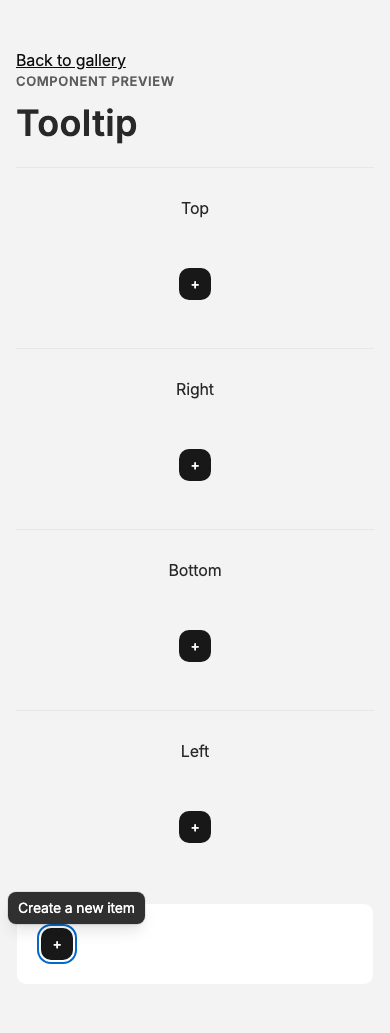 Back to gallery
COMPONENT PREVIEW
Tooltip
Top
+
Right
+
Bottom
+
Left
+
Create a new item
+